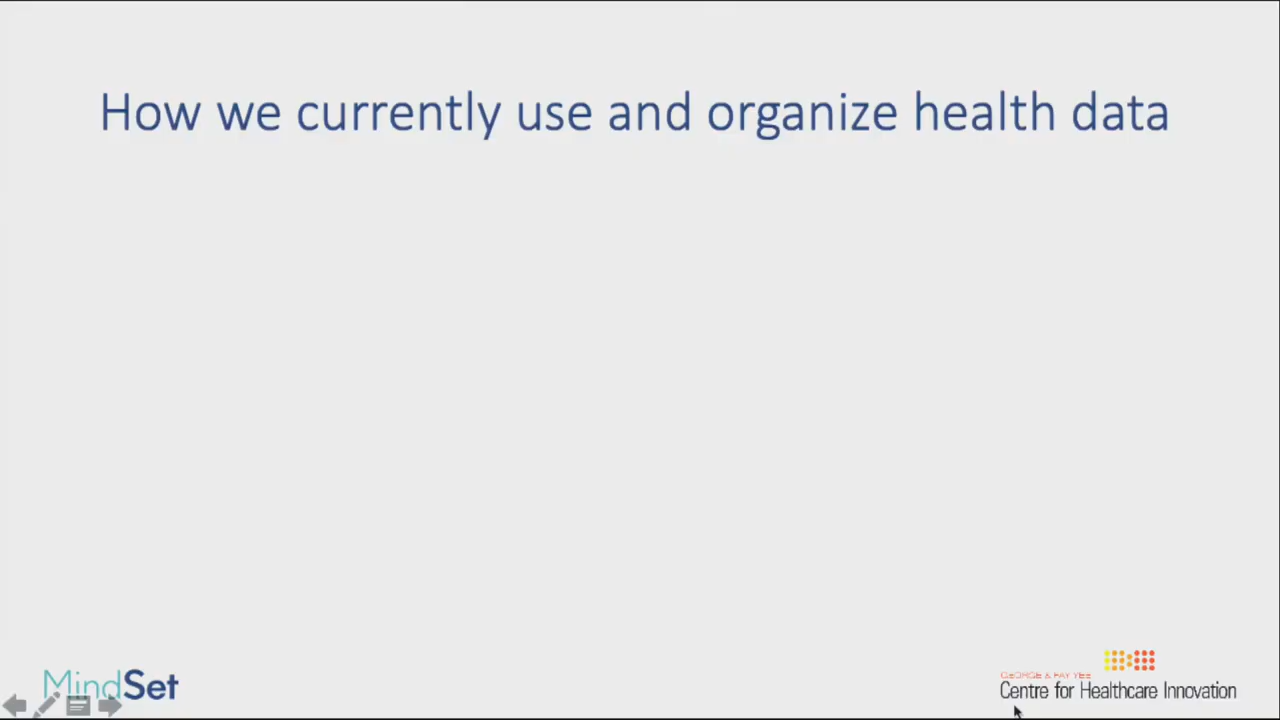 How we currently use and organize health data
MindSet
GEORGE & FAY YEE
Centre for Healthcare Innovation